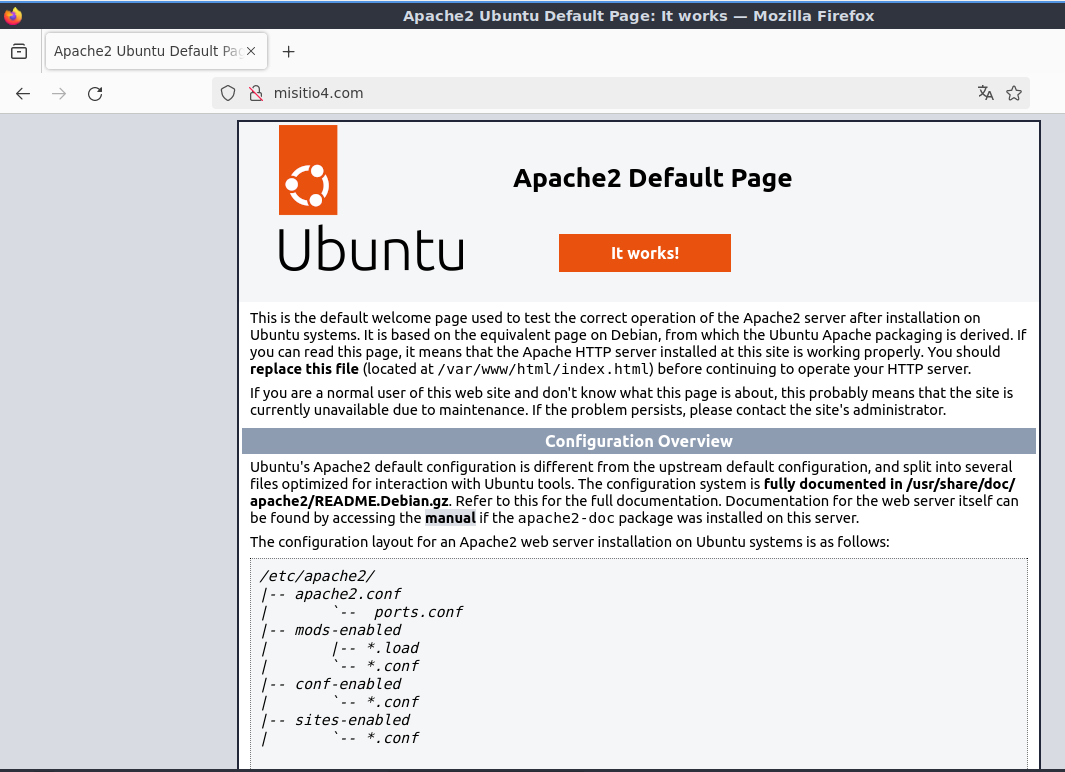 Apache2 Ubuntu Default Page: It works — Mozilla Firefox
Apache2 Ubuntu Default Pag
misitio4.com
Apache2 Default Page
Ubuntu
It works!
This is the default welcome page used to test the correct operation of the Apache2 server after installation on
Ubuntu systems. It is based on the equivalent page on Debian, from which the Ubuntu Apache packaging is derived. If
you can read this page, it means that the Apache HTTP server installed at this site is working properly. You should
replace this file (located at /var/www/html/index.html) before continuing to operate your HTTP server.
If you are a normal user of this web site and don't know what this page is about, this probably means that the site is
currently unavailable due to maintenance. If the problem persists, please contact the site's administrator.
Configuration Overview
Ubuntu's Apache2 default configuration is different from the upstream default configuration, and split into several
files optimized for interaction with Ubuntu tools. The configuration system is fully documented in /usr/share/doc/
apache2/README.Debian.gz. Refer to this for the full documentation. Documentation for the web server itself can
be found by accessing the manual if the apache2-doc package was installed on this server.
The configuration layout for an Apache2 web server installation on Ubuntu systems is as follows:
/etc/apache2/
|-- apache2.conf
|       `--  ports.conf
|-- mods-enabled
|       |-- *.load
|       `-- *.conf
|-- conf-enabled
|       `-- *.conf
|-- sites-enabled
|       `-- *.conf